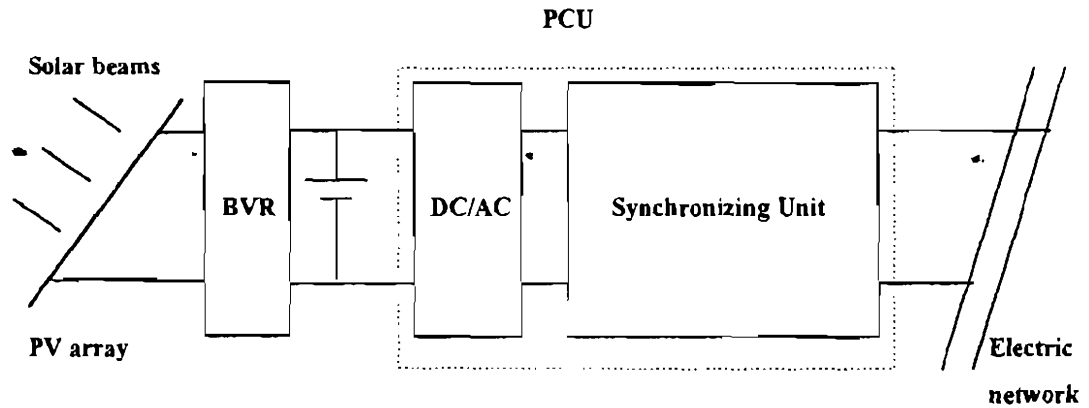 PCU
Solar beams
BVR
DC/AC
Synchronizing Unit
PV array
Electric
network